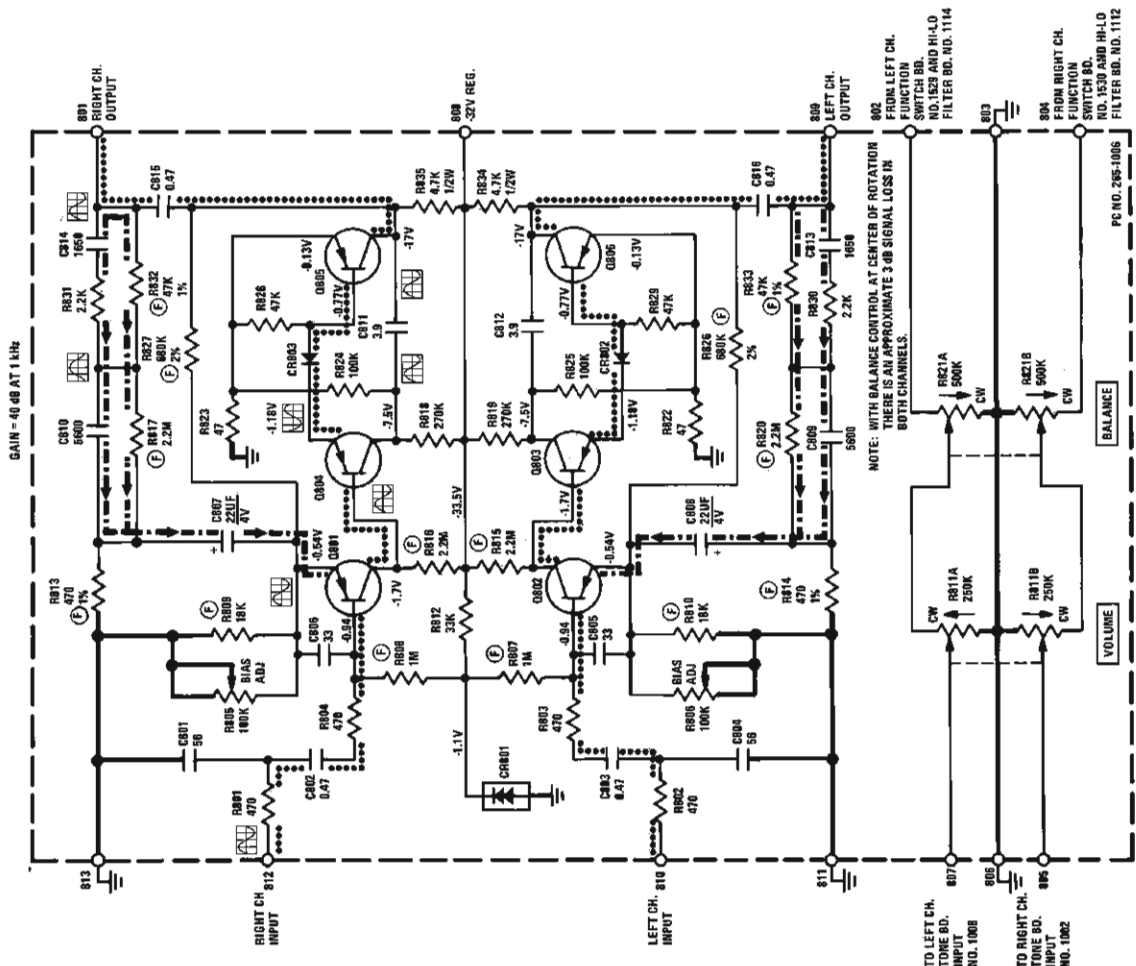 GAIN = 40 dB AT 1 kHz
813
R813
470
Ⓕ 1%
C810
5600
R831
2.2K
C814
1650
801
RIGHT CH.
OUTPUT
R817
2.2M
Ⓕ
R832
Ⓕ 47K
1%
C815
0.47
R827
680K
Ⓕ 2%
C801
56
R805
100K
BIAS
ADJ
Ⓕ
R809
18K
C807
22UF
4V
+
R823
47
R828
47K
-0.13V
Q805
812
RIGHT CH.
INPUT
R801
470
C802
0.47
R804
470
C806
33
-0.54V
Q801
-0.94
-1.7V
Q804
-1.18V
CR803
-0.77V
R824
100K
C811
3.9
-17V
-7.5V
Ⓕ
R808
1M
Ⓕ
R816
2.2M
R818
270K
R835
4.7K
1/2W
-1.1V
R812
33K
-33.5V
808
-32V REG.
CR801
Ⓕ
R807
1M
Ⓕ
R815
2.2M
R819
270K
R834
4.7K
1/2W
R803
470
C803
0.47
-0.94
C805
33
Q802
-0.54V
-1.7V
Q803
-7.5V
R825
100K
C812
3.9
-17V
CR802
-1.18V
-0.77V
Q806
-0.13V
810
LEFT CH.
INPUT
R802
470
R806
100K
BIAS
ADJ
Ⓕ
R810
18K
C808
22UF
4V
+
R822
47
R829
47K
R826
680K
2%
Ⓕ
C816
0.47
C804
56
811
R814
470
1%
Ⓕ
Ⓕ R820
2.2M
C809
5600
R833
Ⓕ 47K
1%
R830
2.2K
C813
1650
809
LEFT CH.
OUTPUT
NOTE: WITH BALANCE CONTROL AT CENTER OF ROTATION
THERE IS AN APPROXIMATE 3 dB SIGNAL LOSS IN
BOTH CHANNELS.
802
FROM LEFT CH.
FUNCTION
SWITCH BD.
NO.1529 AND HI-LO
FILTER BD. NO. 1114
807
TO LEFT CH.
TONE BD.
INPUT
NO. 1008
CW
R811A
250K
R821A
500K
CW
806
803
805
TO RIGHT CH.
TONE BD.
INPUT
NO. 1002
R811B
250K
CW
R821B
500K
CW
804
FROM RIGHT CH.
FUNCTION
SWITCH BD.
NO. 1530 AND HI-LO
FILTER BD. NO. 1112
VOLUME
BALANCE
PC NO. 265-1006